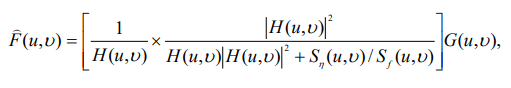 F̂(u,υ) = [ 1 / H(u,υ) × |H(u,υ)|² / ( H(u,υ)|H(u,υ)|² + S_η(u,υ) / S_f(u,υ) ) ] G(u,υ),